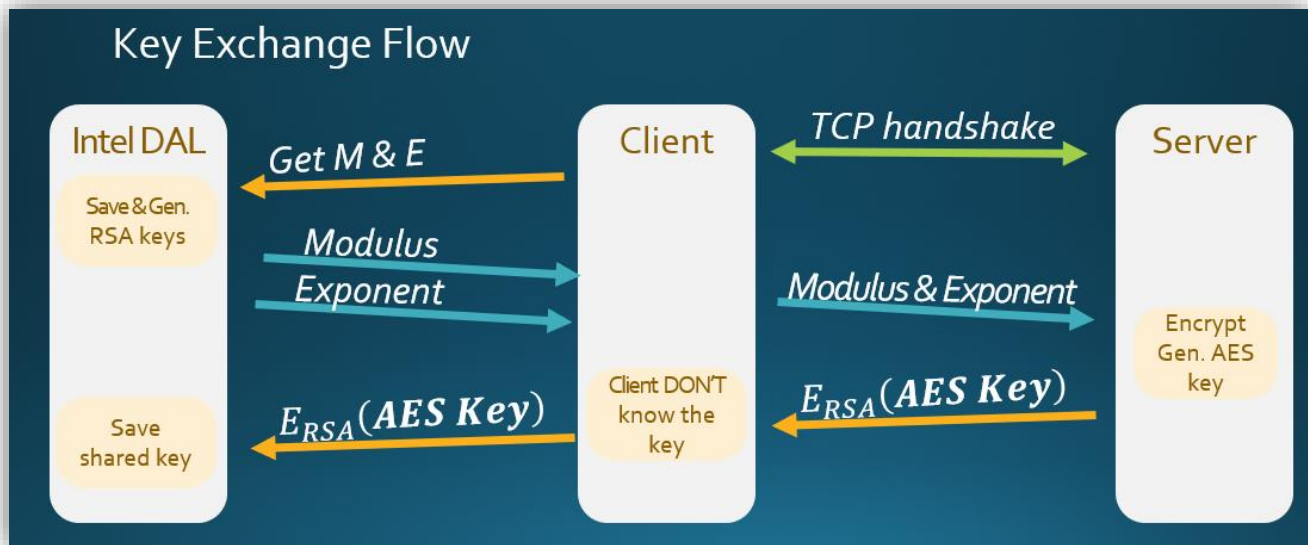 Key Exchange Flow
Intel DAL
Save & Gen.
RSA keys
Save
shared key
Get M & E
Modulus
Exponent
E_RSA(AES Key)
Client
Client DON'T
know the
key
TCP handshake
Modulus & Exponent
E_RSA(AES Key)
Server
Encrypt
Gen. AES
key